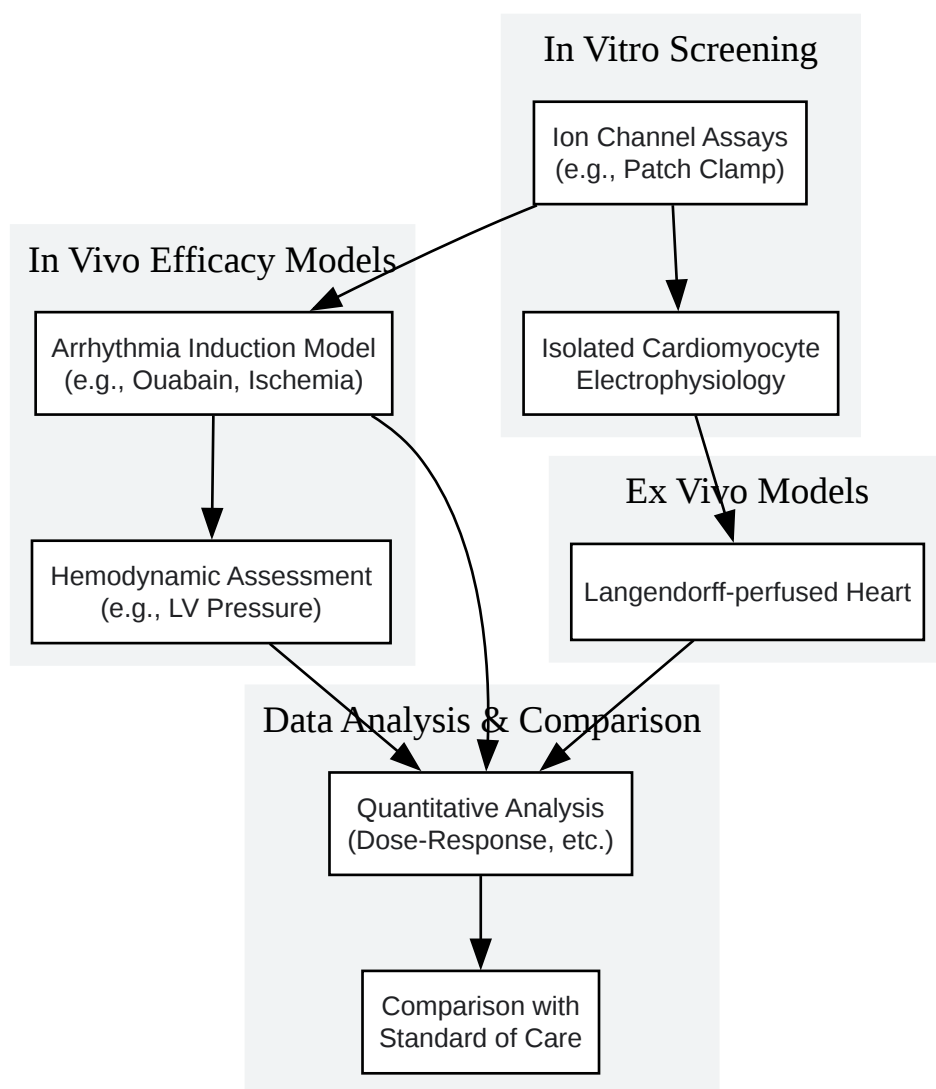 In Vitro Screening
Ion Channel Assays
(e.g., Patch Clamp)
In Vivo Efficacy Models
Arrhythmia Induction Model
(e.g., Ouabain, Ischemia)
Isolated Cardiomyocyte
Electrophysiology
Ex Vivo Models
Hemodynamic Assessment
(e.g., LV Pressure)
Langendorff-perfused Heart
Data Analysis & Comparison
Quantitative Analysis
(Dose-Response, etc.)
Comparison with
Standard of Care